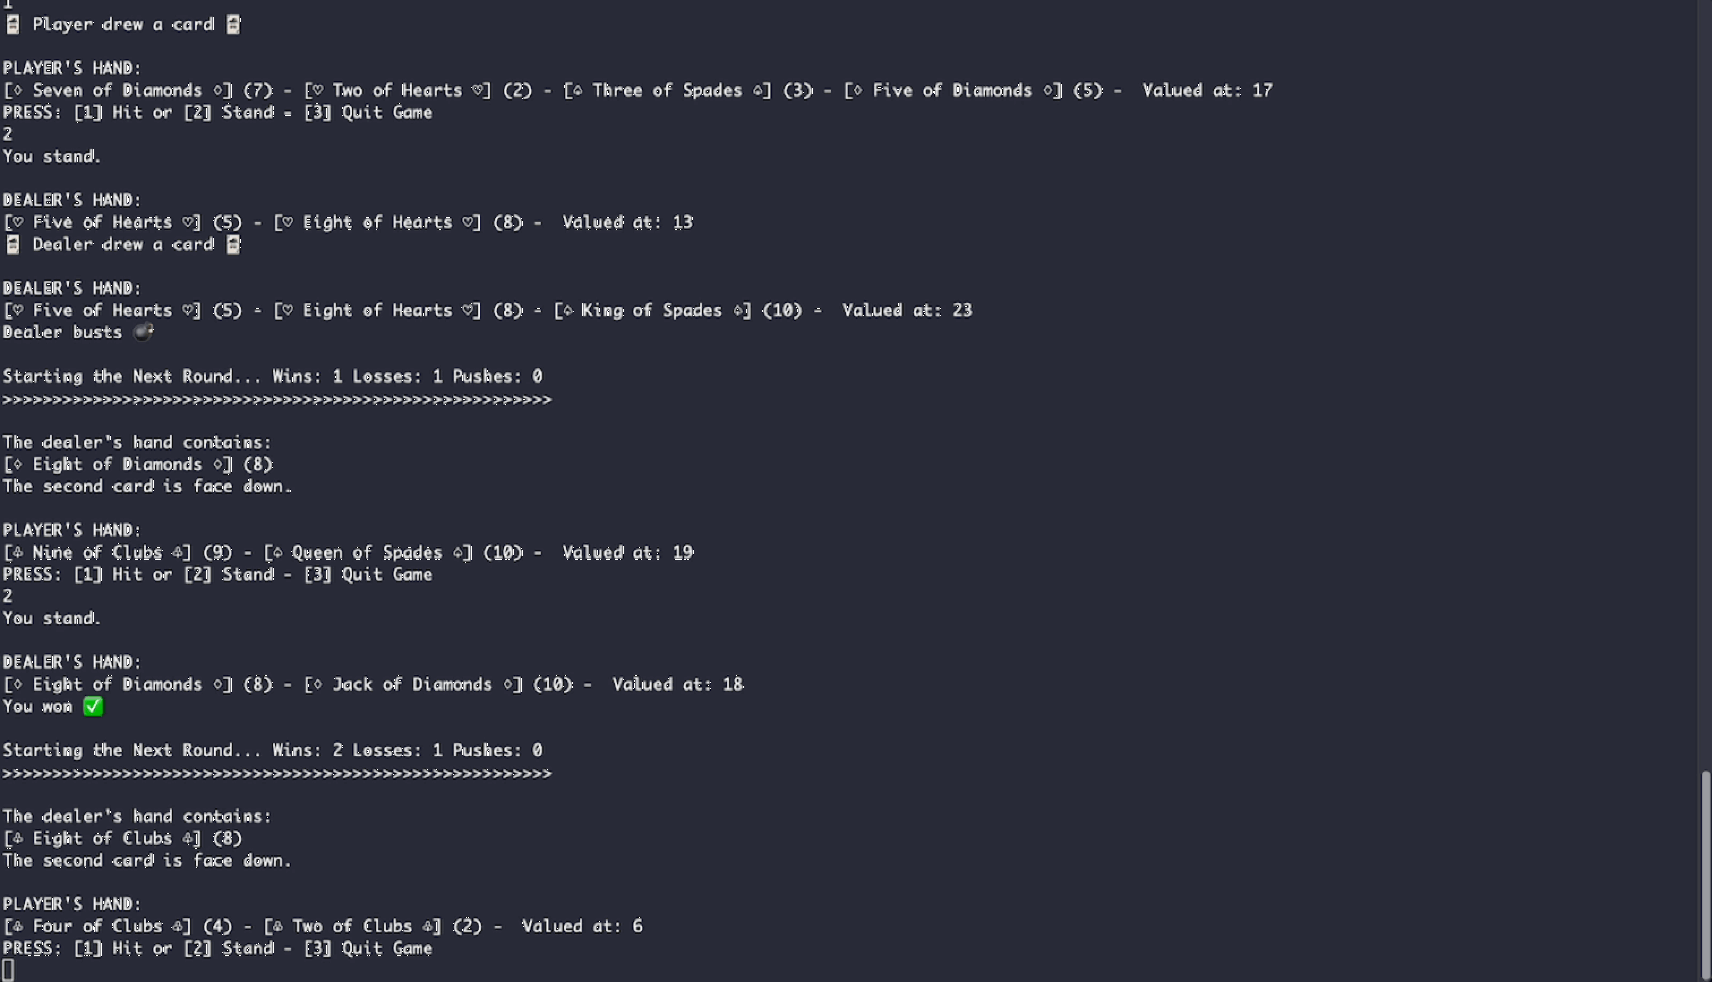 1
🃏 Player drew a card 🃏
PLAYER'S HAND:
[♢ Seven of Diamonds ♢] (7) - [♡ Two of Hearts ♡] (2) - [♤ Three of Spades ♤] (3) - [♢ Five of Diamonds ♢] (5) -  Valued at: 17
PRESS: [1] Hit or [2] Stand - [3] Quit Game
2
You stand.
DEALER'S HAND:
[♡ Five of Hearts ♡] (5) - [♡ Eight of Hearts ♡] (8) -  Valued at: 13
🃏 Dealer drew a card 🃏
DEALER'S HAND:
[♡ Five of Hearts ♡] (5) - [♡ Eight of Hearts ♡] (8) - [♤ King of Spades ♤] (10) -  Valued at: 23
Dealer busts 💣
Starting the Next Round... Wins: 1 Losses: 1 Pushes: 0
>>>>>>>>>>>>>>>>>>>>>>>>>>>>>>>>>>>>>>>>>>>>>>>>>>>>>>>
The dealer's hand contains:
[♢ Eight of Diamonds ♢] (8)
The second card is face down.
PLAYER'S HAND:
[♧ Nine of Clubs ♧] (9) - [♤ Queen of Spades ♤] (10) -  Valued at: 19
PRESS: [1] Hit or [2] Stand - [3] Quit Game
2
You stand.
DEALER'S HAND:
[♢ Eight of Diamonds ♢] (8) - [♢ Jack of Diamonds ♢] (10) -  Valued at: 18
You won ✅
Starting the Next Round... Wins: 2 Losses: 1 Pushes: 0
>>>>>>>>>>>>>>>>>>>>>>>>>>>>>>>>>>>>>>>>>>>>>>>>>>>>>>>
The dealer's hand contains:
[♧ Eight of Clubs ♧] (8)
The second card is face down.
PLAYER'S HAND:
[♧ Four of Clubs ♧] (4) - [♧ Two of Clubs ♧] (2) -  Valued at: 6
PRESS: [1] Hit or [2] Stand - [3] Quit Game